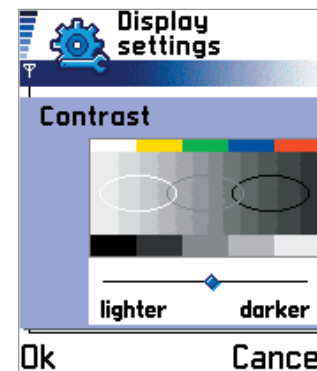 Display
settings
Contrast
lighter darker
Ok Cance